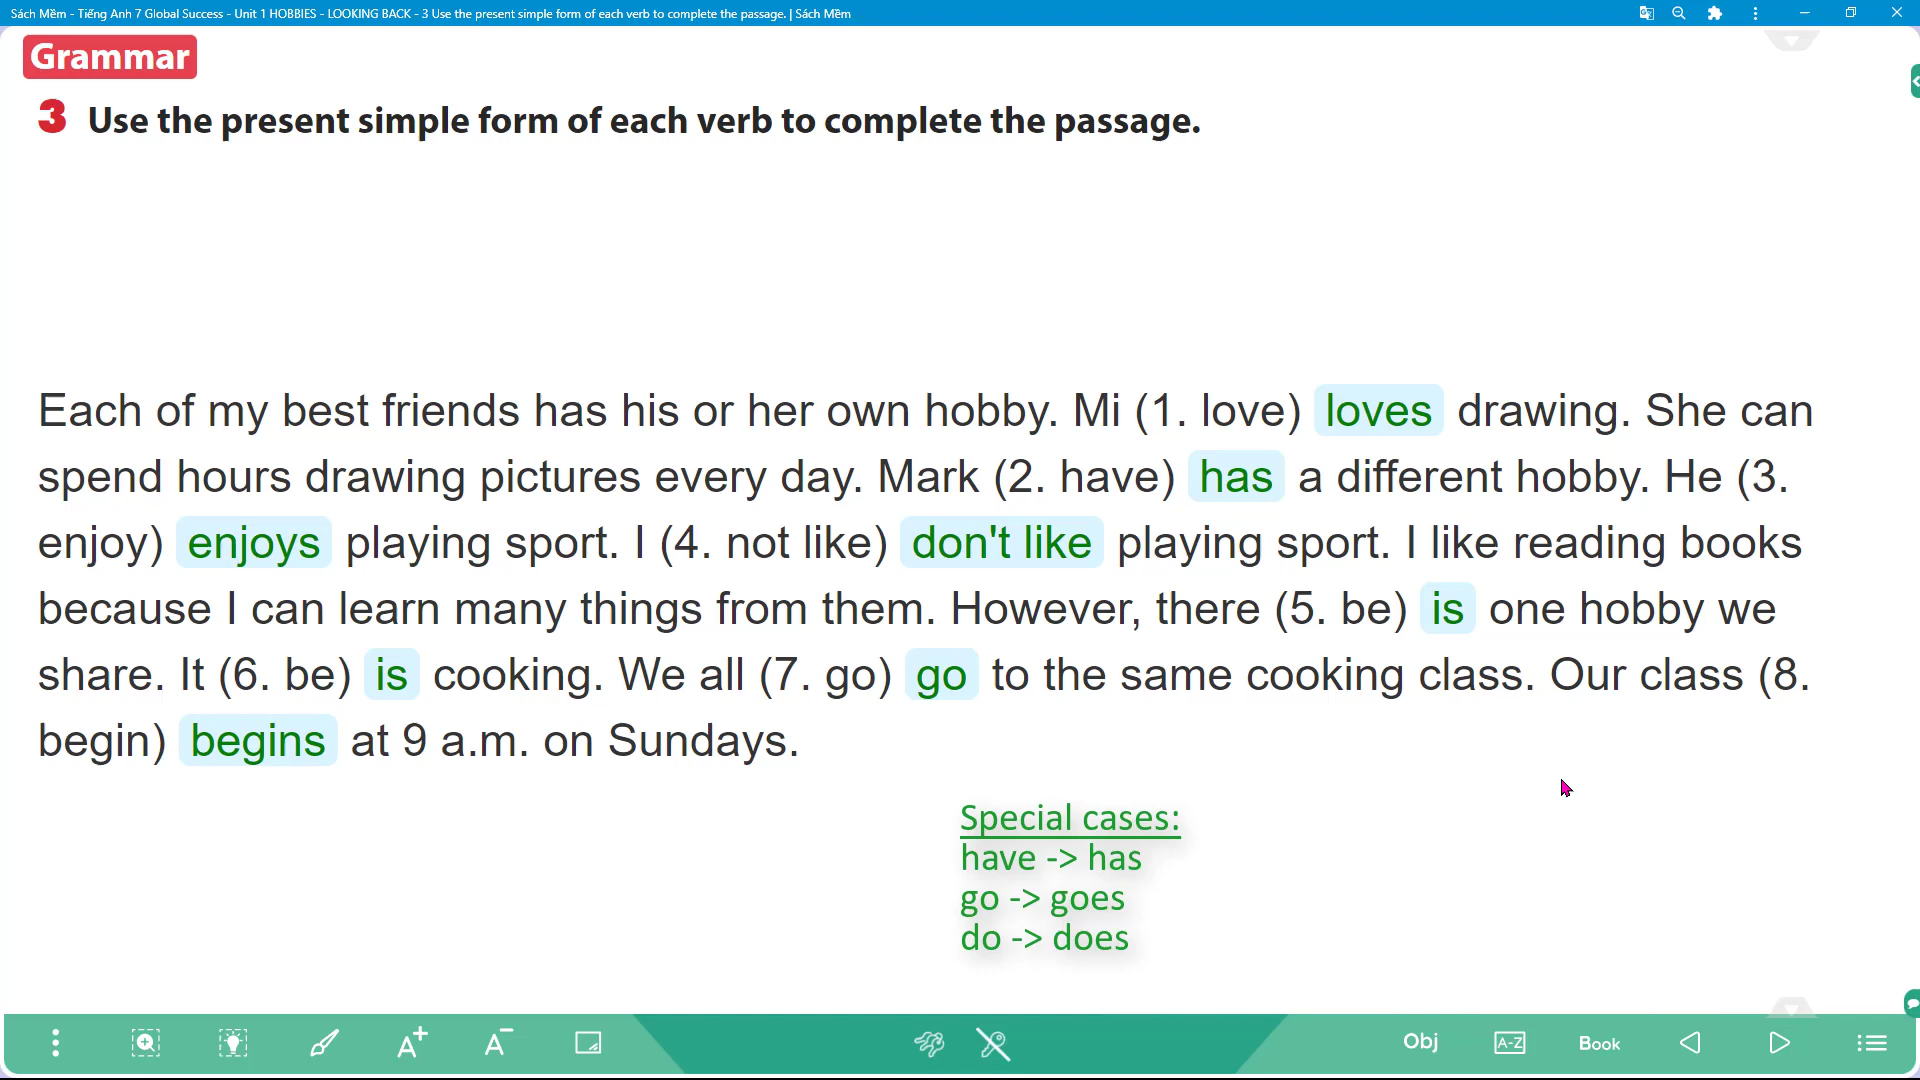 Sách Mềm - Tiếng Anh 7 Global Success - Unit 1 HOBBIES - LOOKING BACK - 3 Use the present simple form of each verb to complete the passage. | Sách Mềm
Grammar
3 Use the present simple form of each verb to complete the passage.
Each of my best friends has his or her own hobby. Mi (1. love) loves drawing. She can
spend hours drawing pictures every day. Mark (2. have) has a different hobby. He (3.
enjoy) enjoys playing sport. I (4. not like) don't like playing sport. I like reading books
because I can learn many things from them. However, there (5. be) is one hobby we
share. It (6. be) is cooking. We all (7. go) go to the same cooking class. Our class (8.
begin) begins at 9 a.m. on Sundays.
Special cases:
have -> has
go -> goes
do -> does
A+ A- Obj A-Z Book